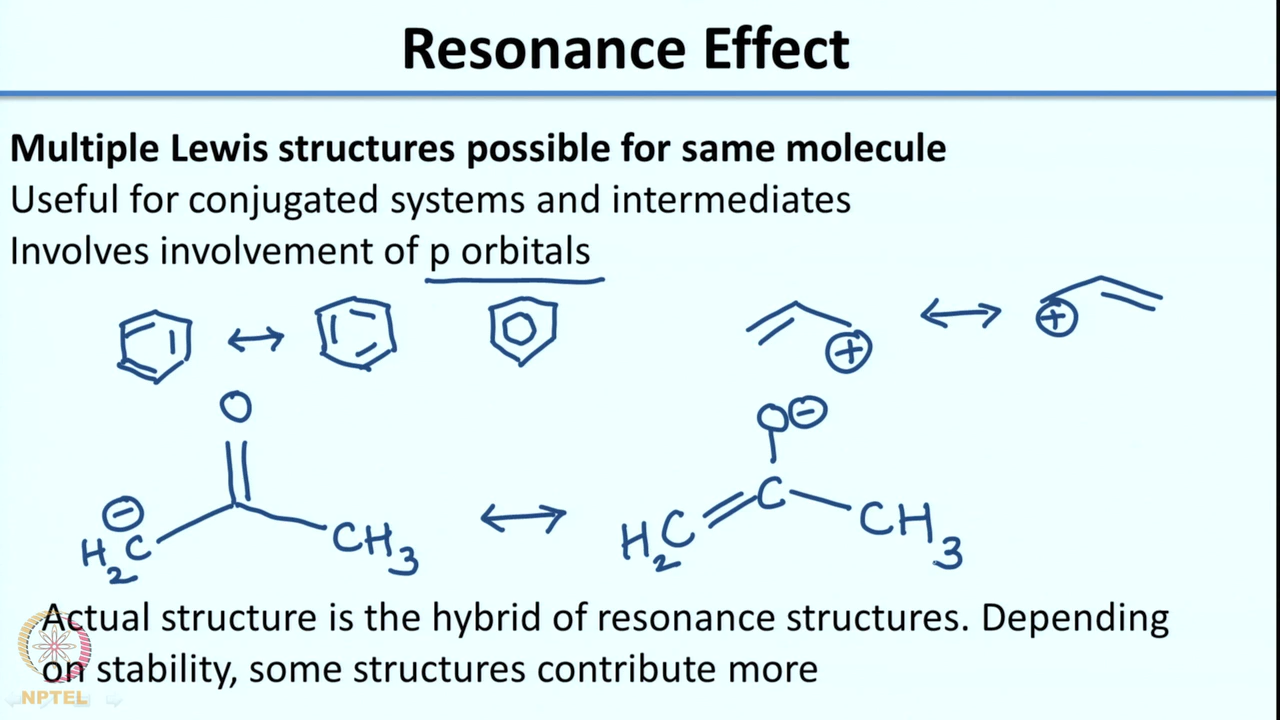 Resonance Effect
Multiple Lewis structures possible for same molecule
Useful for conjugated systems and intermediates
Involves involvement of p orbitals
⊕ ⊕
O O⊖
⊖
H2C CH3 H2C C CH3
Actual structure is the hybrid of resonance structures. Depending
on stability, some structures contribute more
NPTEL